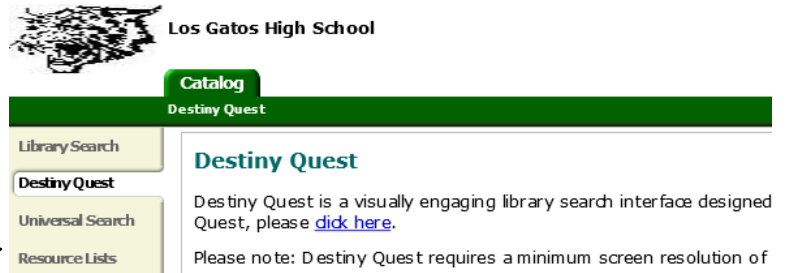 Los Gatos High School
Catalog
Destiny Quest
Library Search
Destiny Quest
Universal Search
Resource Lists
Destiny Quest
Destiny Quest is a visually engaging library search interface designed
Quest, please click here.
Please note: Destiny Quest requires a minimum screen resolution of